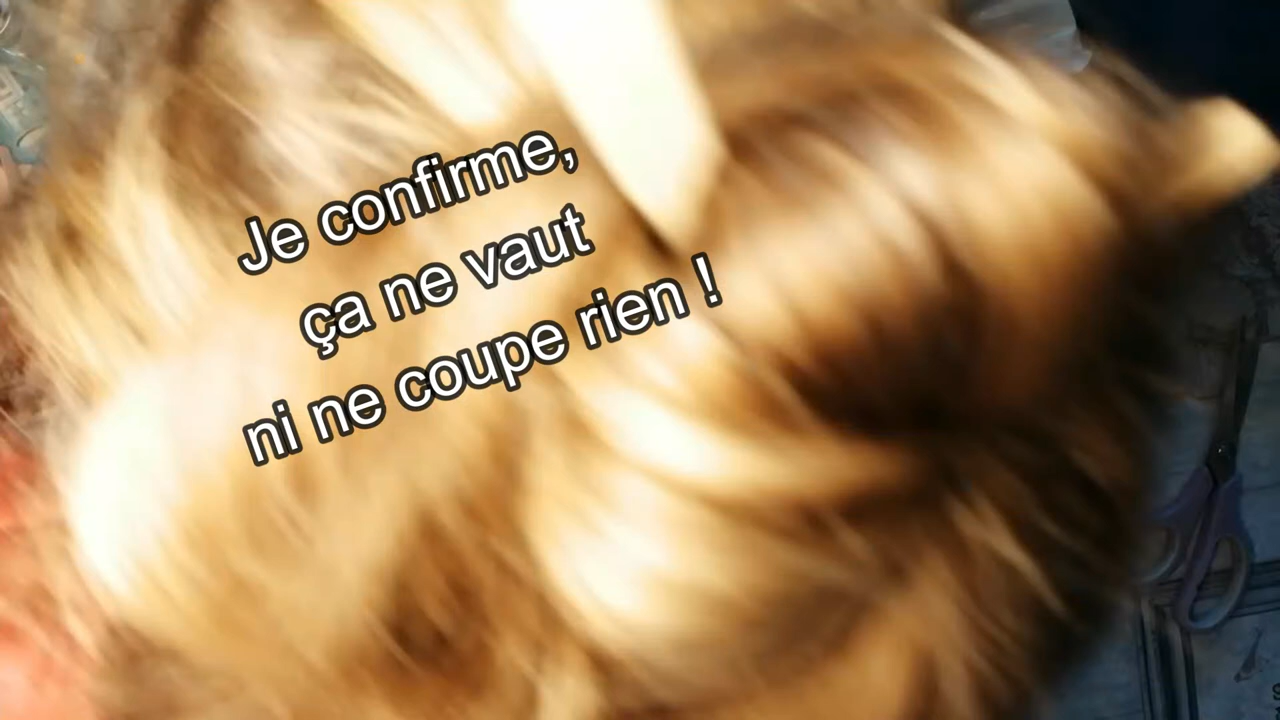 Je confirme,
ça ne vaut
ni ne coupe rien !